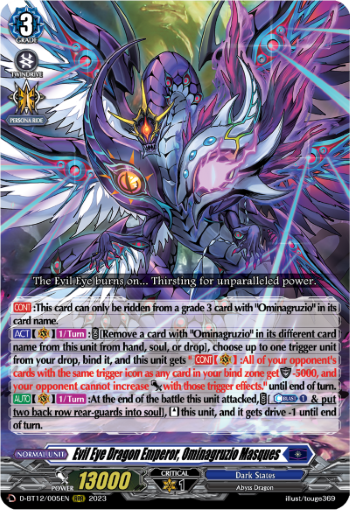 3
GRADE
TWINDRIVE
PERSONA RIDE
The Evil Eye burns on... Thirsting for unparalleled power.
CONT:This card can only be ridden from a grade 3 card with "Ominagruzio" in its
card name.
ACT 1/Turn:[Remove a card with "Ominagruzio" in its different card
name from this unit from hand, soul, or drop], choose up to one trigger unit
from your drop, bind it, and this unit gets "CONT:All of your opponent's
cards with the same trigger icon as any card in your bind zone get -5000, and
your opponent cannot increase with those trigger effects." until end of turn.
AUTO 1/Turn:At the end of the battle this unit attacked, [1 &
put two back row rear-guards into soul], this unit, and it gets drive -1 until end
of turn.
NORMAL UNIT
Evil Eye Dragon Emperor, Ominagruzio Masques
POWER
13000
CRITICAL
1
Dark States
Abyss Dragon
D-BT12/005EN RRR 2023
illust/touge369